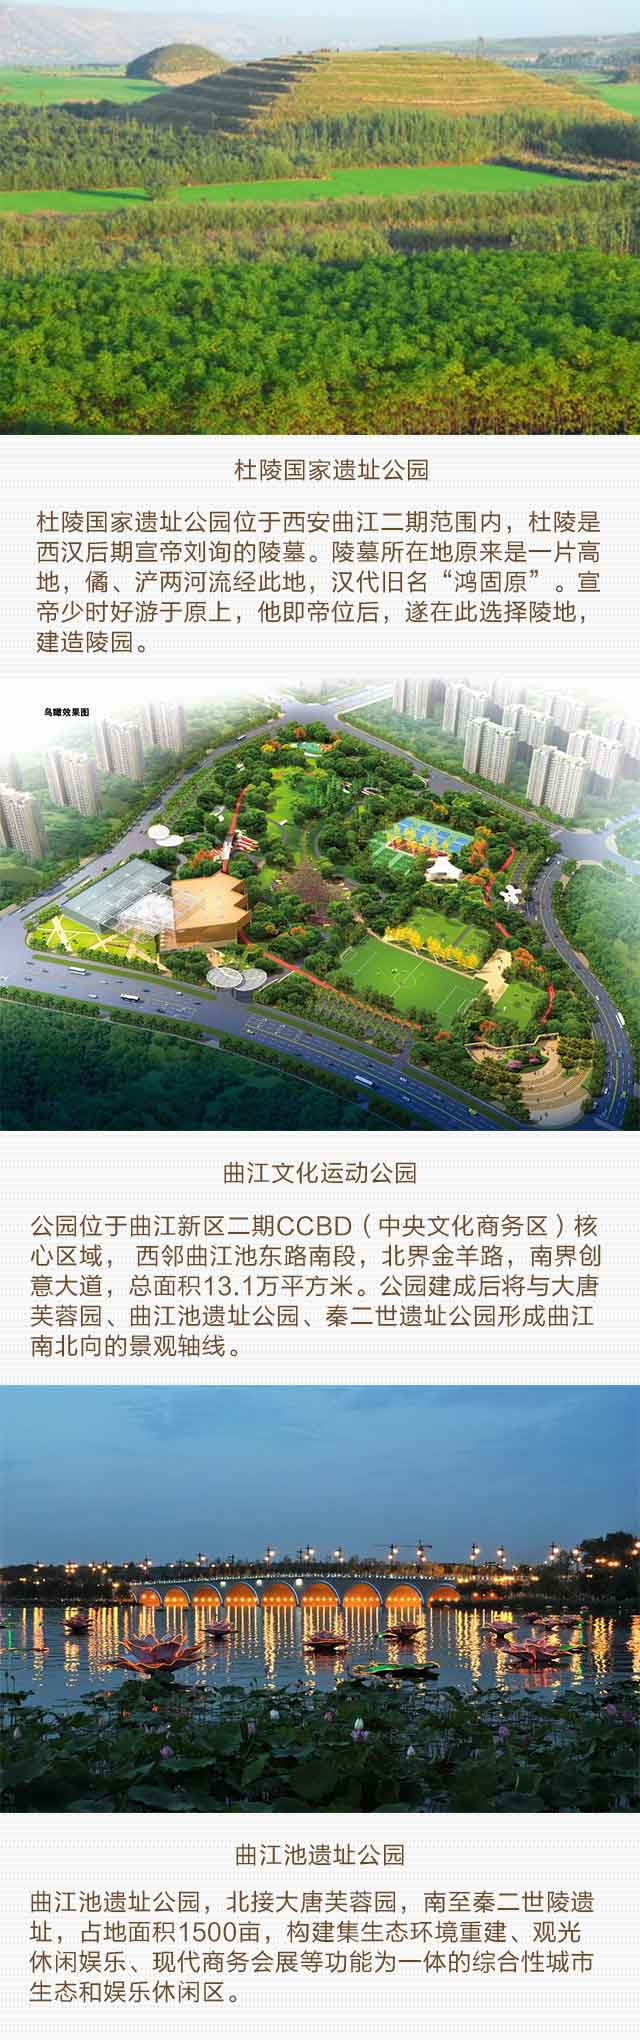 杜陵国家遗址公园
杜陵国家遗址公园位于西安曲江二期范围内，杜陵是
西汉后期宣帝刘询的陵墓。陵墓所在地原来是一片高
地，潏、浐两河流经此地，汉代旧名“鸿固原”。宣
帝少时好游于原上，他即帝位后，遂在此选择陵地，
建造陵园。
鸟瞰效果图
曲江文化运动公园
公园位于曲江新区二期CCBD（中央文化商务区）核
心区域， 西邻曲江池东路南段，北界金羊路，南界创
意大道，总面积13.1万平方米。公园建成后将与大唐
芙蓉园、曲江池遗址公园、秦二世遗址公园形成曲江
南北向的景观轴线。
曲江池遗址公园
曲江池遗址公园，北接大唐芙蓉园，南至秦二世陵遗
址，占地面积1500亩，构建集生态环境重建、观光
休闲娱乐、现代商务会展等功能为一体的综合性城市
生态和娱乐休闲区。